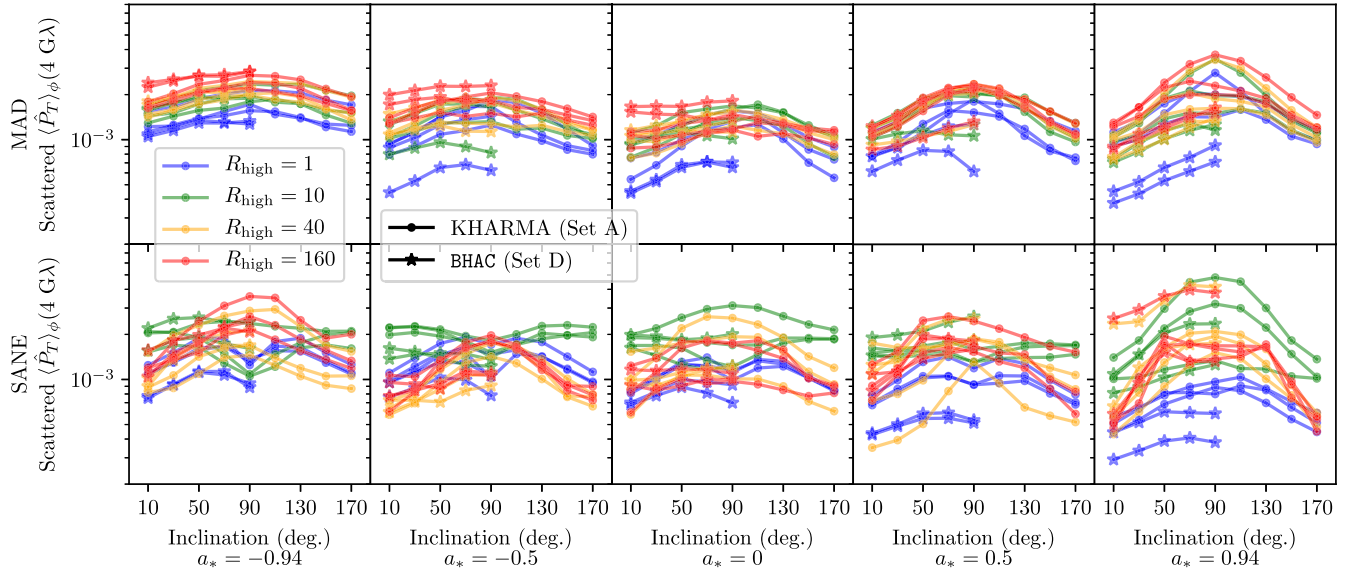 MAD
Scattered ⟨P̂_T⟩_ϕ(4 Gλ)
10⁻³
R_high = 1
R_high = 10
R_high = 40
R_high = 160
KHARMA (Set A)
BHAC (Set D)
SANE
Scattered ⟨P̂_T⟩_ϕ(4 Gλ)
10⁻³
10 50 90 130 170
10 50 90 130 170
10 50 90 130 170
10 50 90 130 170
10 50 90 130 170
Inclination (deg.)
a_* = −0.94
Inclination (deg.)
a_* = −0.5
Inclination (deg.)
a_* = 0
Inclination (deg.)
a_* = 0.5
Inclination (deg.)
a_* = 0.94